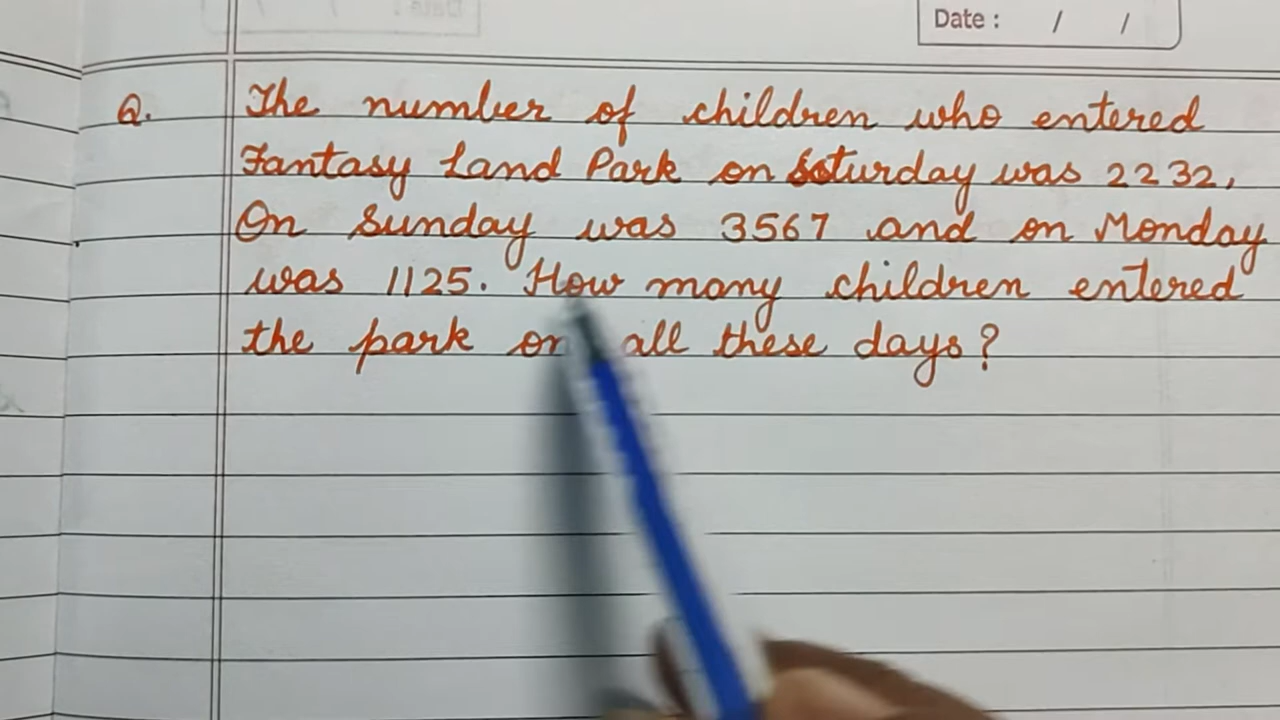 Date : / /
Q. The number of children who entered
Fantasy Land Park on Saturday was 2232,
On Sunday was 3567 and on Monday
was 1125. How many children entered
the park on all these days?